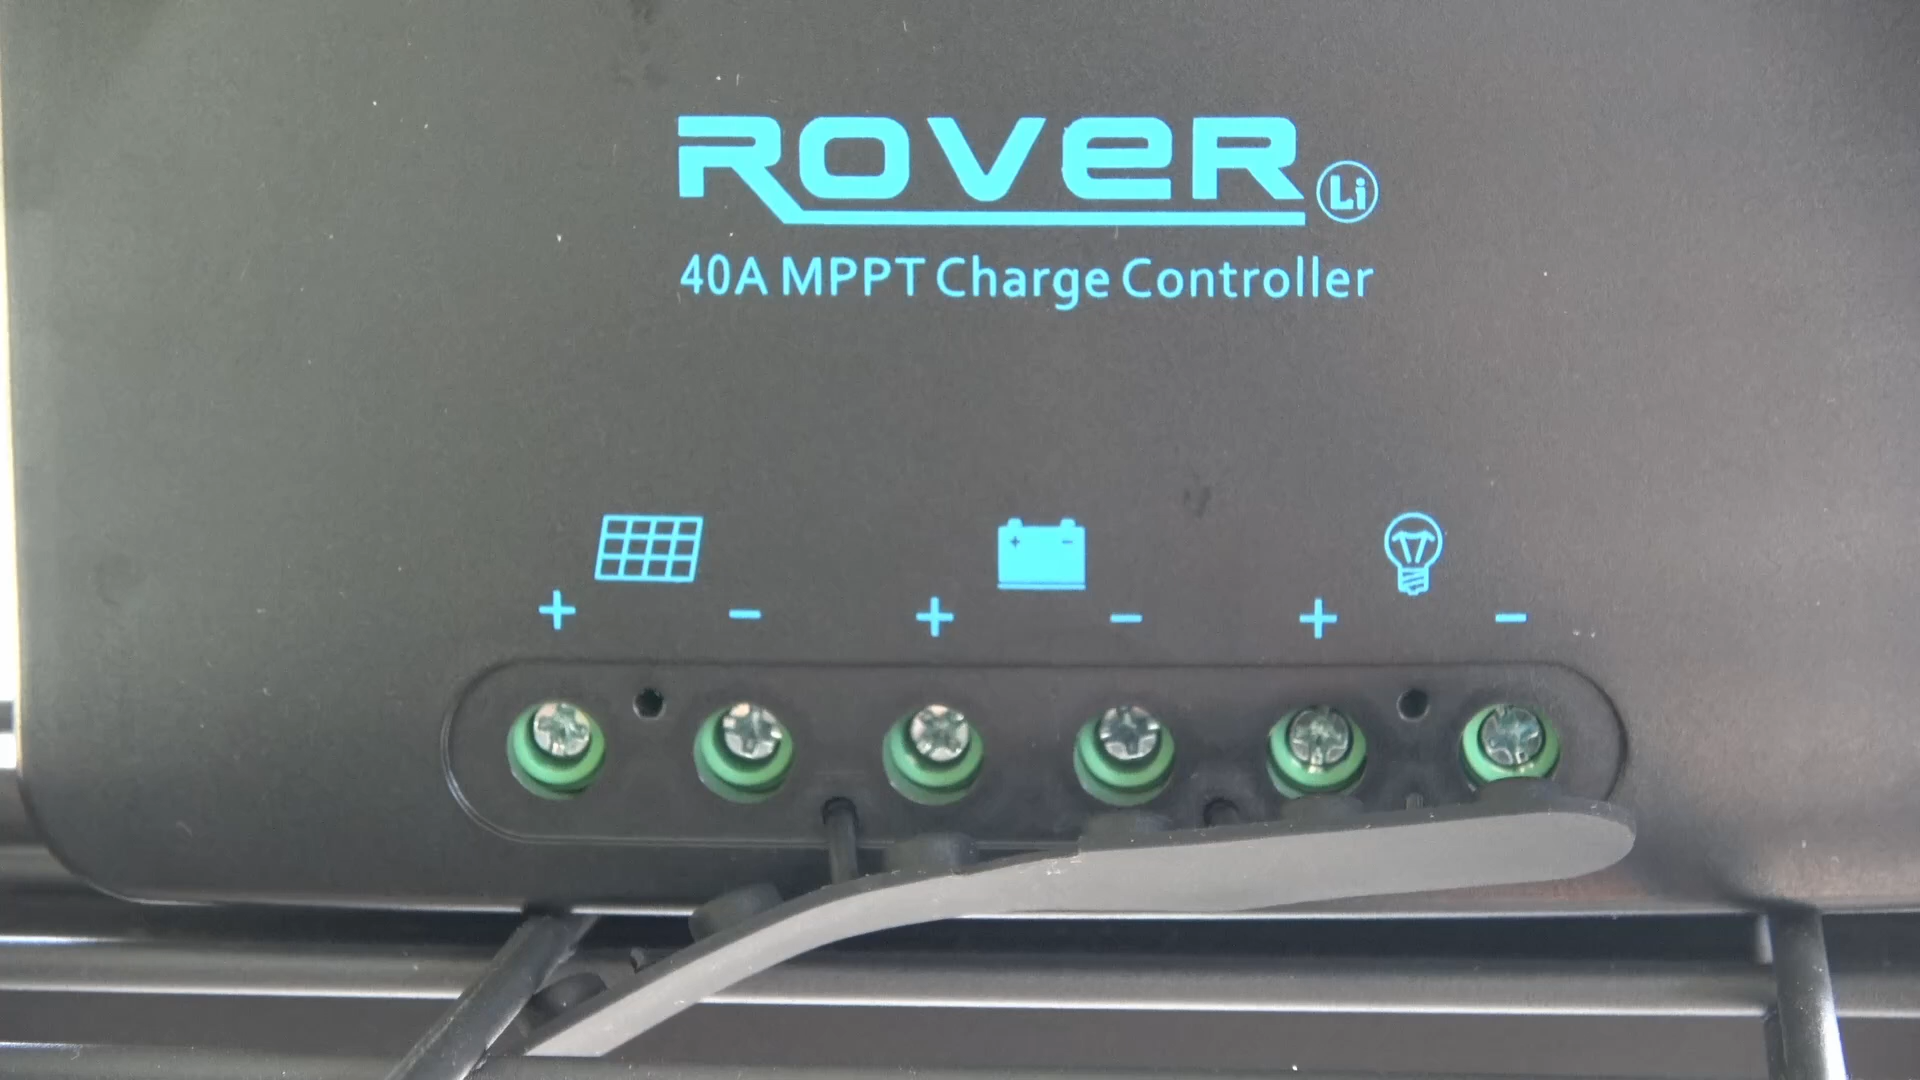 ROVER Li
40A MPPT Charge Controller
+ − + − + −